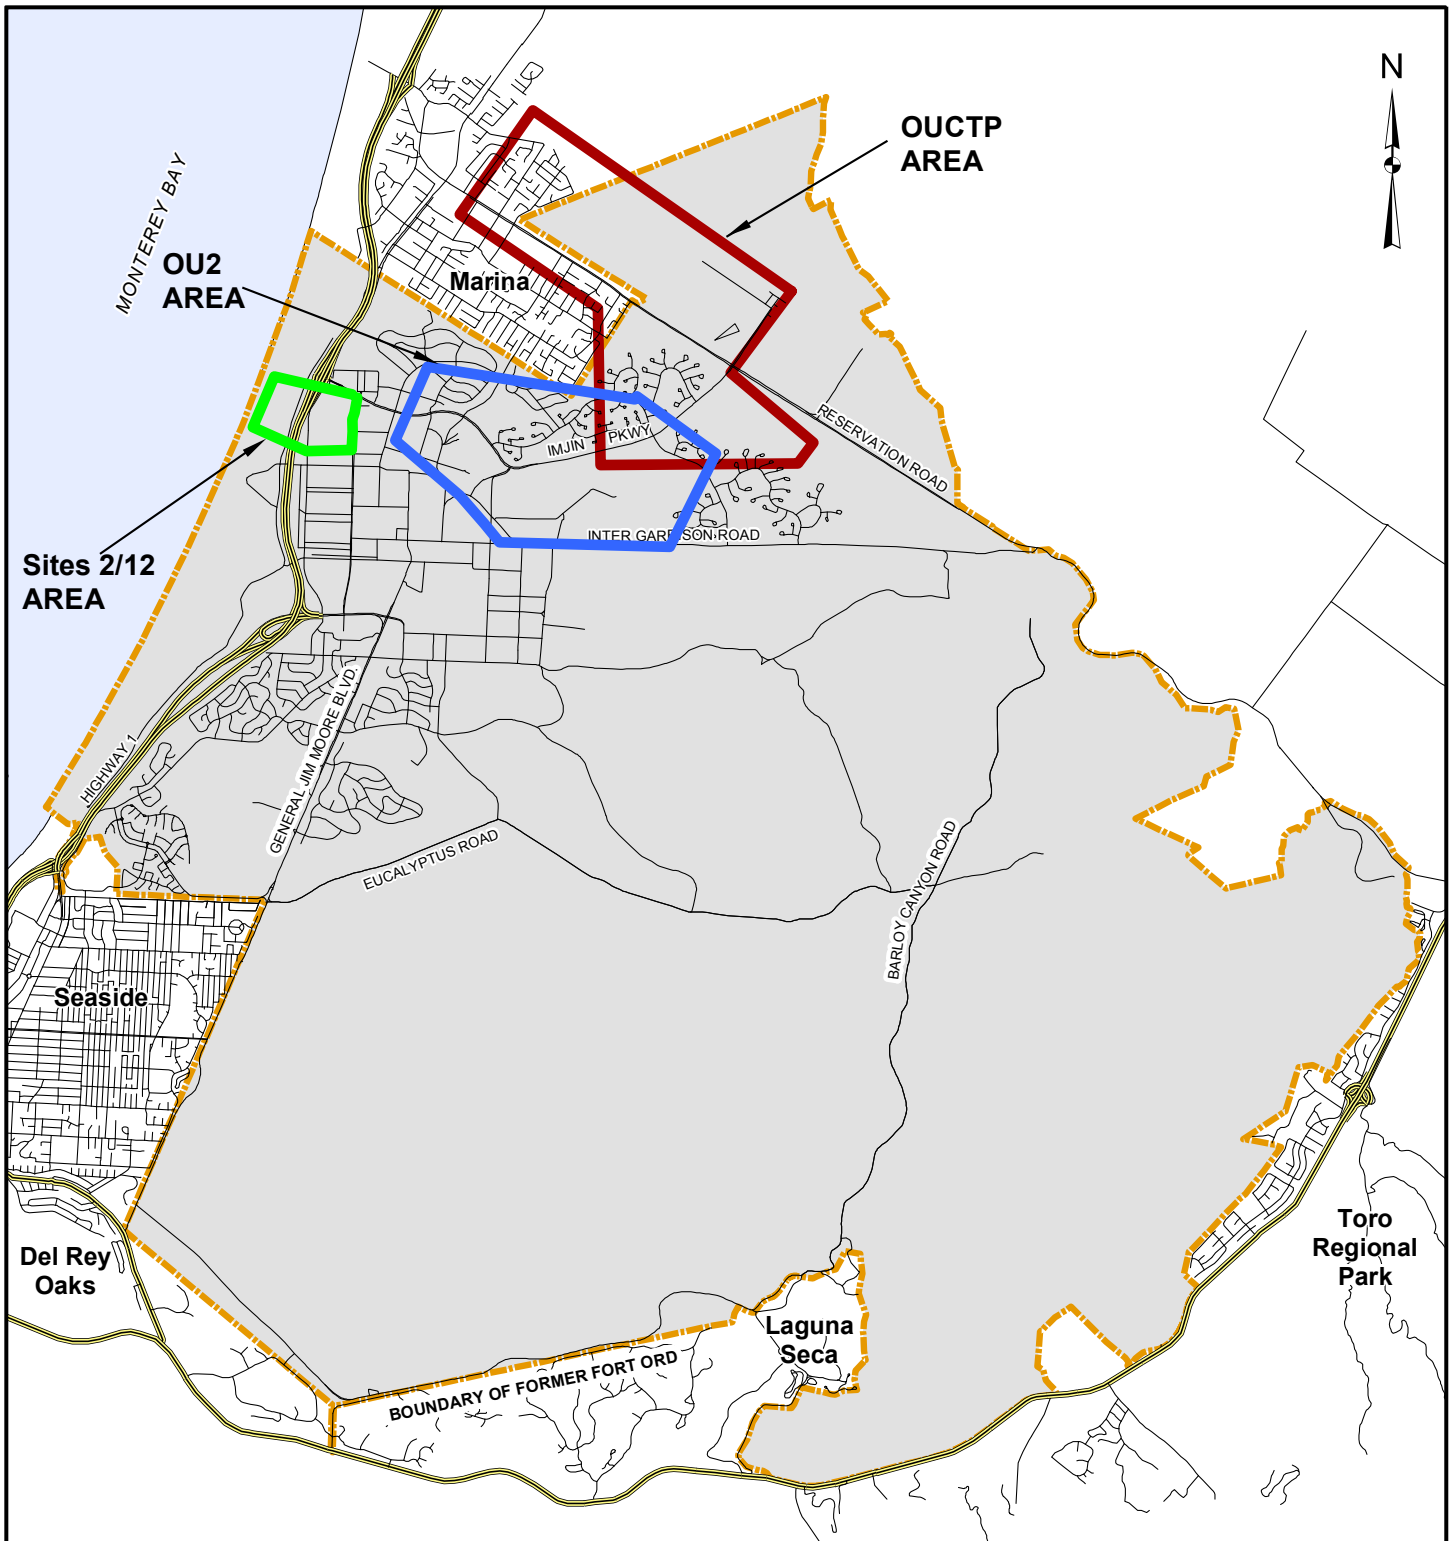 N
OUCTP
AREA
MONTEREY BAY
OU2
AREA
Marina
RESERVATION ROAD
IMJIN PKWY
INTER GARRISON ROAD
Sites 2/12
AREA
HIGHWAY 1
GENERAL JIM MOORE BLVD.
EUCALYPTUS ROAD
BARLOY CANYON ROAD
Seaside
Del Rey
Oaks
Toro
Regional
Park
Laguna
Seca
BOUNDARY OF FORMER FORT ORD